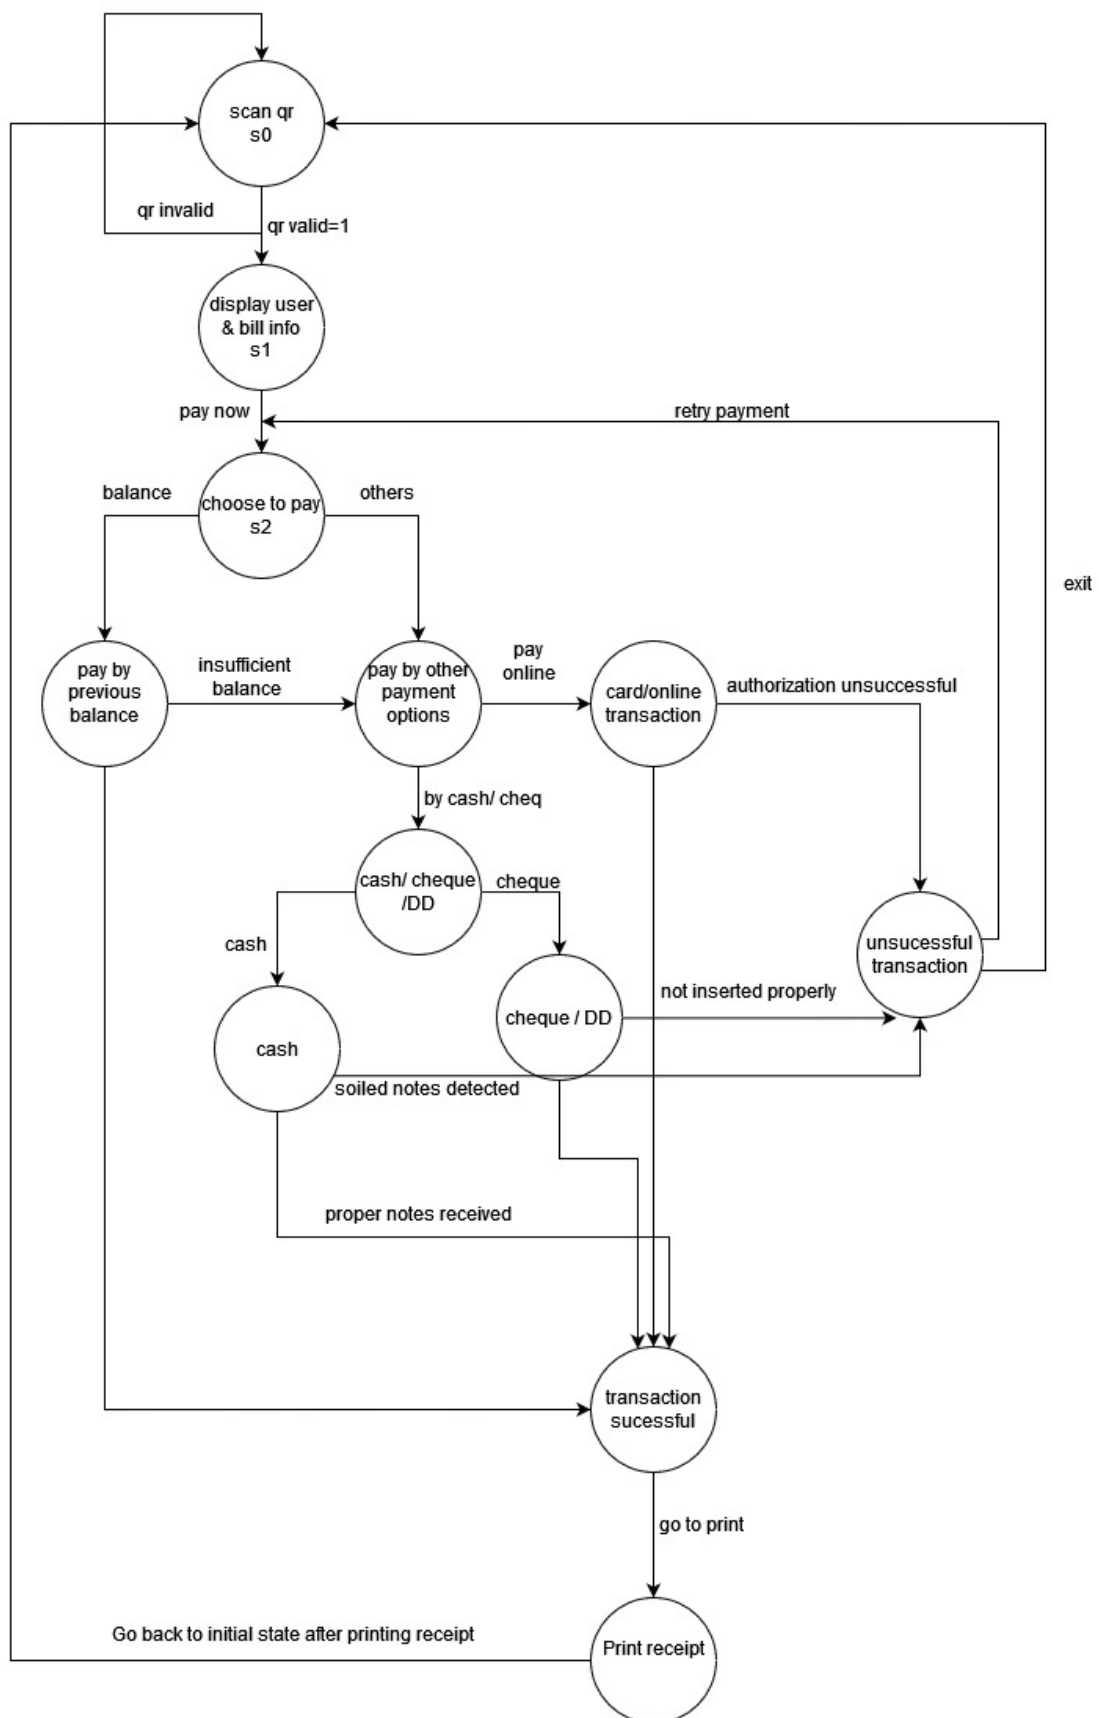 scan qr
s0
qr invalid
qr valid=1
display user
& bill info
s1
pay now
retry payment
balance
choose to pay
s2
others
exit
pay by
previous
balance
insufficient
balance
pay by other
payment
options
pay
online
card/online
transaction
authorization unsuccessful
by cash/ cheq
cash/ cheque
/DD
cheque
cash
unsucessful
transaction
not inserted properly
cheque / DD
cash
soiled notes detected
proper notes received
transaction
sucessful
go to print
Go back to initial state after printing receipt
Print receipt